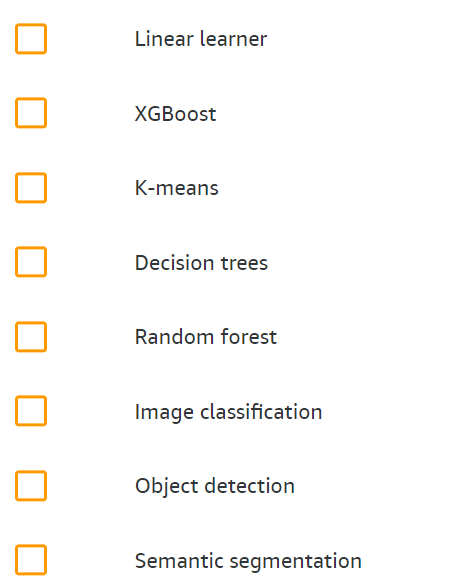 Linear learner
XGBoost
K-means
Decision trees
Random forest
Image classification
Object detection
Semantic segmentation